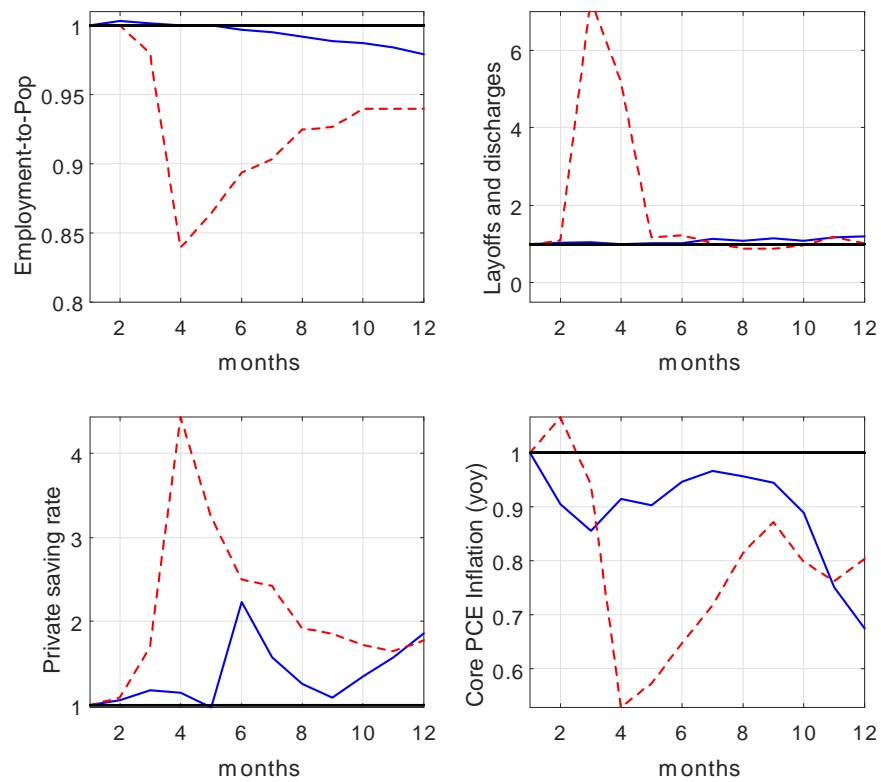 Employment-to-Pop
1
0.95
0.9
0.85
0.8
2 4 6 8 10 12
months
Layoffs and discharges
6
4
2
0
2 4 6 8 10 12
months
Private saving rate
4
3
2
1
2 4 6 8 10 12
months
Core PCE Inflation (yoy)
1
0.9
0.8
0.7
0.6
2 4 6 8 10 12
months